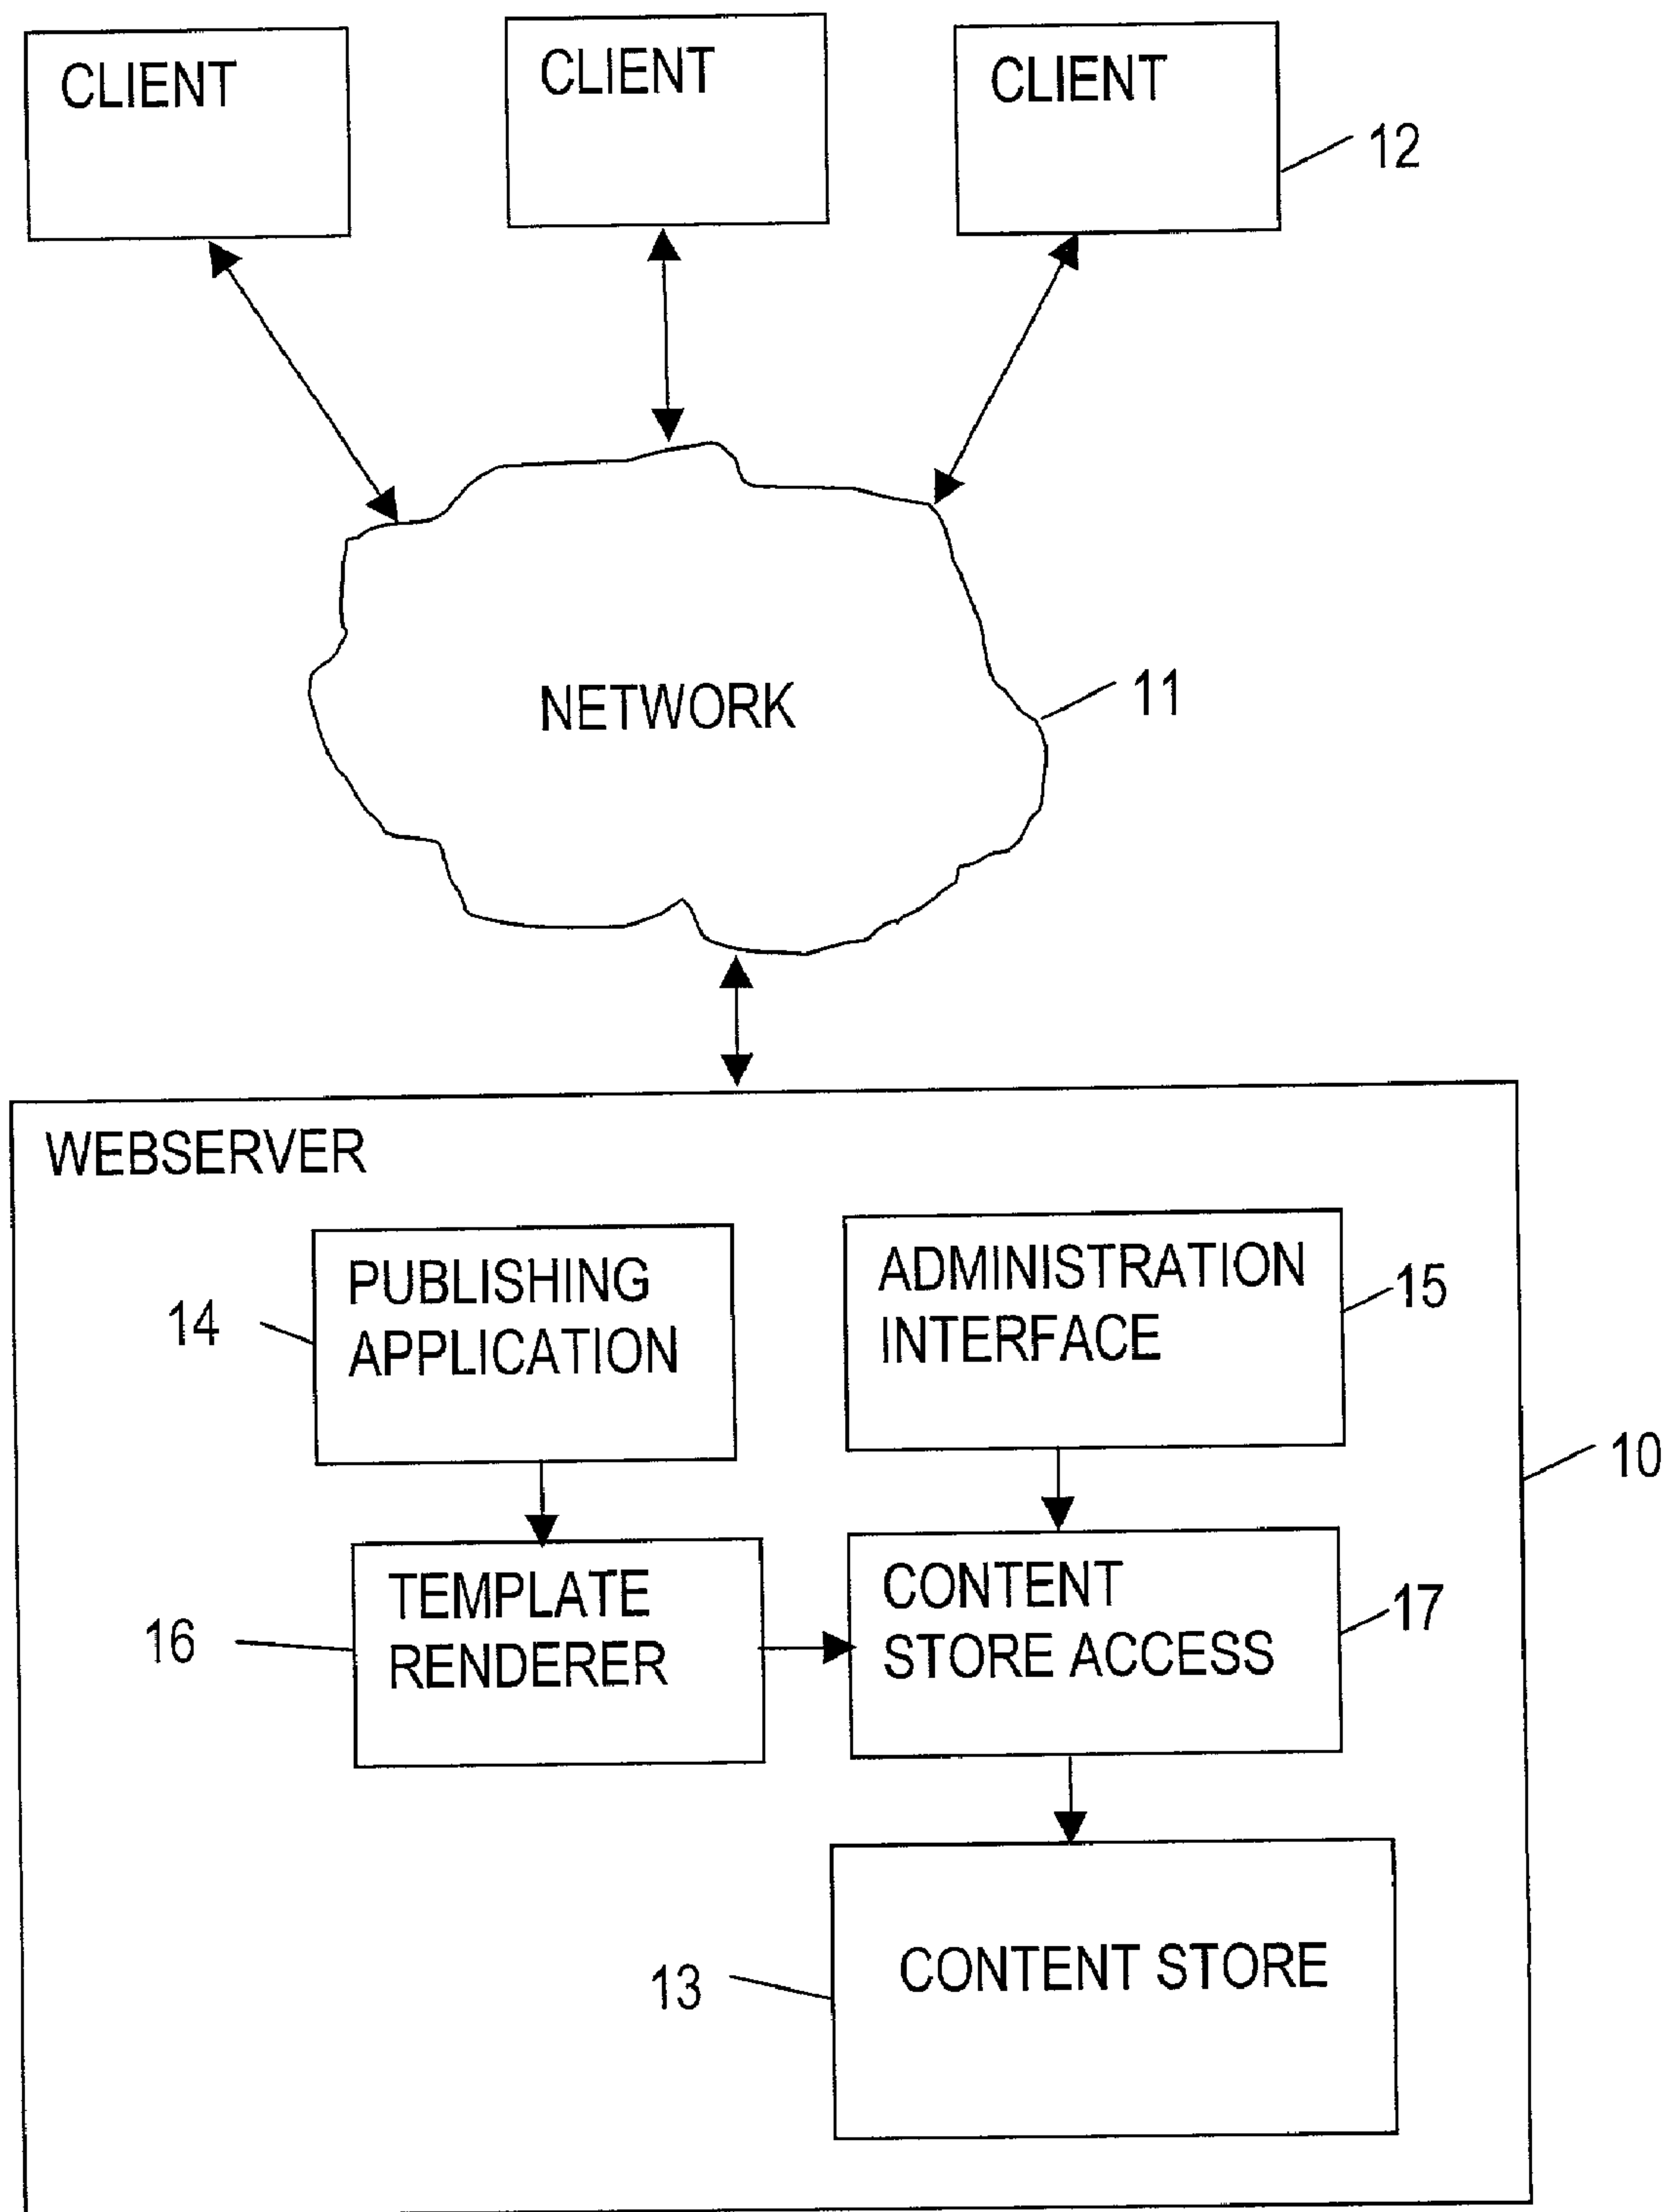 CLIENT
CLIENT
CLIENT
12
NETWORK
11
WEBSERVER
PUBLISHING
APPLICATION
14
ADMINISTRATION
INTERFACE
15
10
TEMPLATE
RENDERER
16
CONTENT
STORE ACCESS
17
CONTENT STORE
13